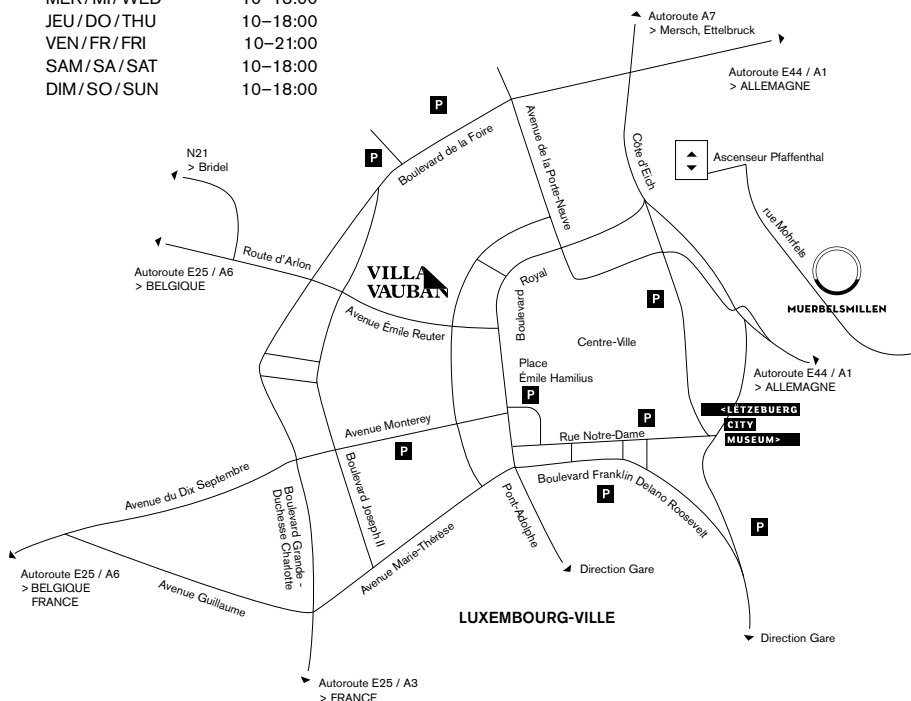 MER/MI/WED 10–18:00
JEU/DO/THU 10–18:00
VEN/FR/FRI 10–21:00
SAM/SA/SAT 10–18:00
DIM/SO/SUN 10–18:00
Autoroute A7
> Mersch, Ettelbruck
Autoroute E44 / A1
> ALLEMAGNE
P
P
Boulevard de la Foire
Avenue de la Porte-Neuve
Côte d'Eich
Ascenseur Pfaffenthal
rue Mohrfels
MUERBELSMILLEN
N21
> Bridel
Route d'Arlon
Autoroute E25 / A6
> BELGIQUE
VILLA
VAUBAN
Avenue Émile Reuter
Boulevard Royal
P
Centre-Ville
Place
Émile Hamilius
P
Autoroute E44 / A1
> ALLEMAGNE
<LËTZEBUERG
CITY
MUSEUM>
P
Rue Notre-Dame
Avenue Monterey
P
Boulevard Franklin Delano Roosevelt
P
P
Avenue du Dix Septembre
Boulevard Grande -
Duchesse Charlotte
Boulevard Joseph II
Avenue Marie-Thérèse
Pont-Adolphe
Direction Gare
Autoroute E25 / A6
> BELGIQUE
FRANCE
Avenue Guillaume
LUXEMBOURG-VILLE
Direction Gare
Autoroute E25 / A3
> FRANCE